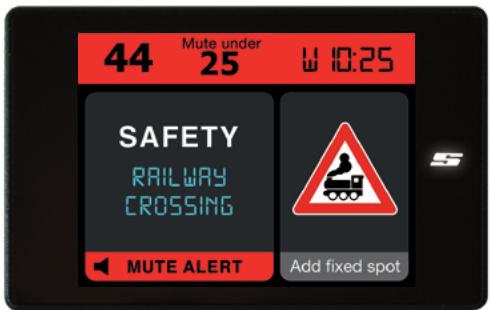 44
Mute under
25
W 10:25
SAFETY
RAILWAY
CROSSING
MUTE ALERT
Add fixed spot